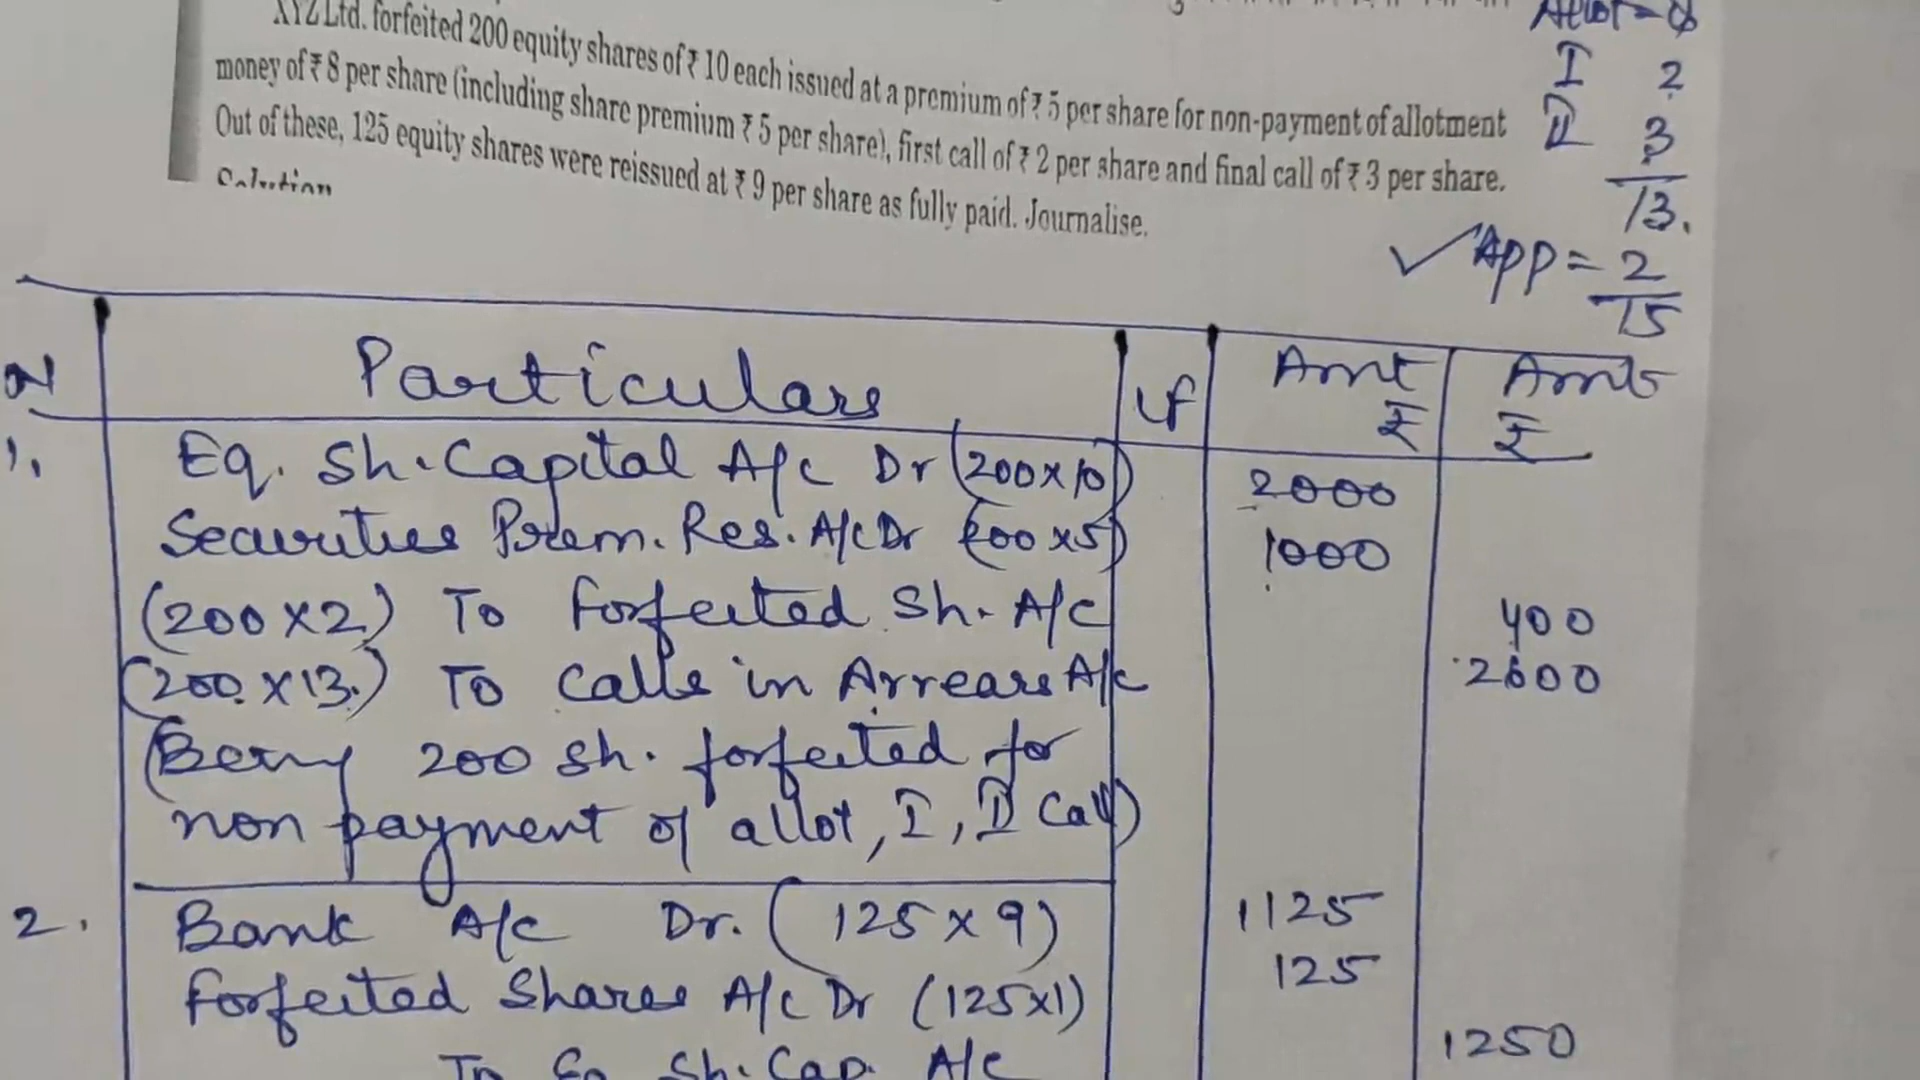 Allot = 8
XYZ Ltd. forfeited 200 equity shares of ₹ 10 each issued at a premium of ₹ 5 per share for non-payment of allotment
I 2
money of ₹ 8 per share (including share premium ₹ 5 per share), first call of ₹ 2 per share and final call of ₹ 3 per share.
II 3
Out of these, 125 equity shares were reissued at ₹ 9 per share as fully paid. Journalise.
13.
Solution
✓ App = 2
15
Particulars lf Amt ₹ Amt ₹
1. Eq. Sh. Capital A/c Dr (200 x 10) 2000
Securities Prem. Res. A/c Dr (200 x 5) 1000
(200 x 2) To Forfeited Sh. A/c 400
(200 x 13.) To Calls in Arrears A/c 2600
(Being 200 sh. forfeited for
non payment of allot, I, II Call)
2. Bank A/c Dr. (125 x 9) 1125
Forfeited Shares A/c Dr (125x1) 125
To Eq Sh. Cap. A/c 1250